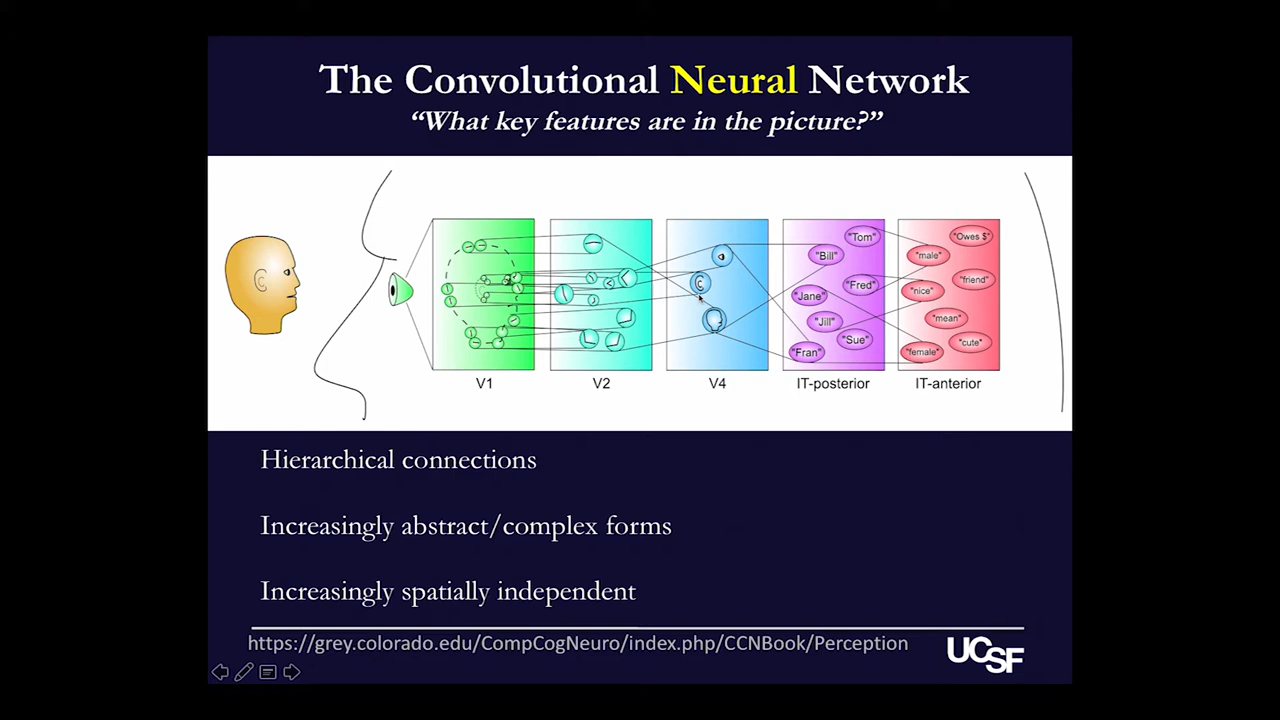 The Convolutional Neural Network
“What key features are in the picture?”
"Tom"
"Owes $"
"Bill"
"male"
"friend"
"Fred"
"nice"
"Jane"
"Jill"
"mean"
"Sue"
"cute"
"Fran"
"female"
V1
V2
V4
IT-posterior
IT-anterior
Hierarchical connections
Increasingly abstract/complex forms
Increasingly spatially independent
https://grey.colorado.edu/CompCogNeuro/index.php/CCNBook/Perception
UCSF